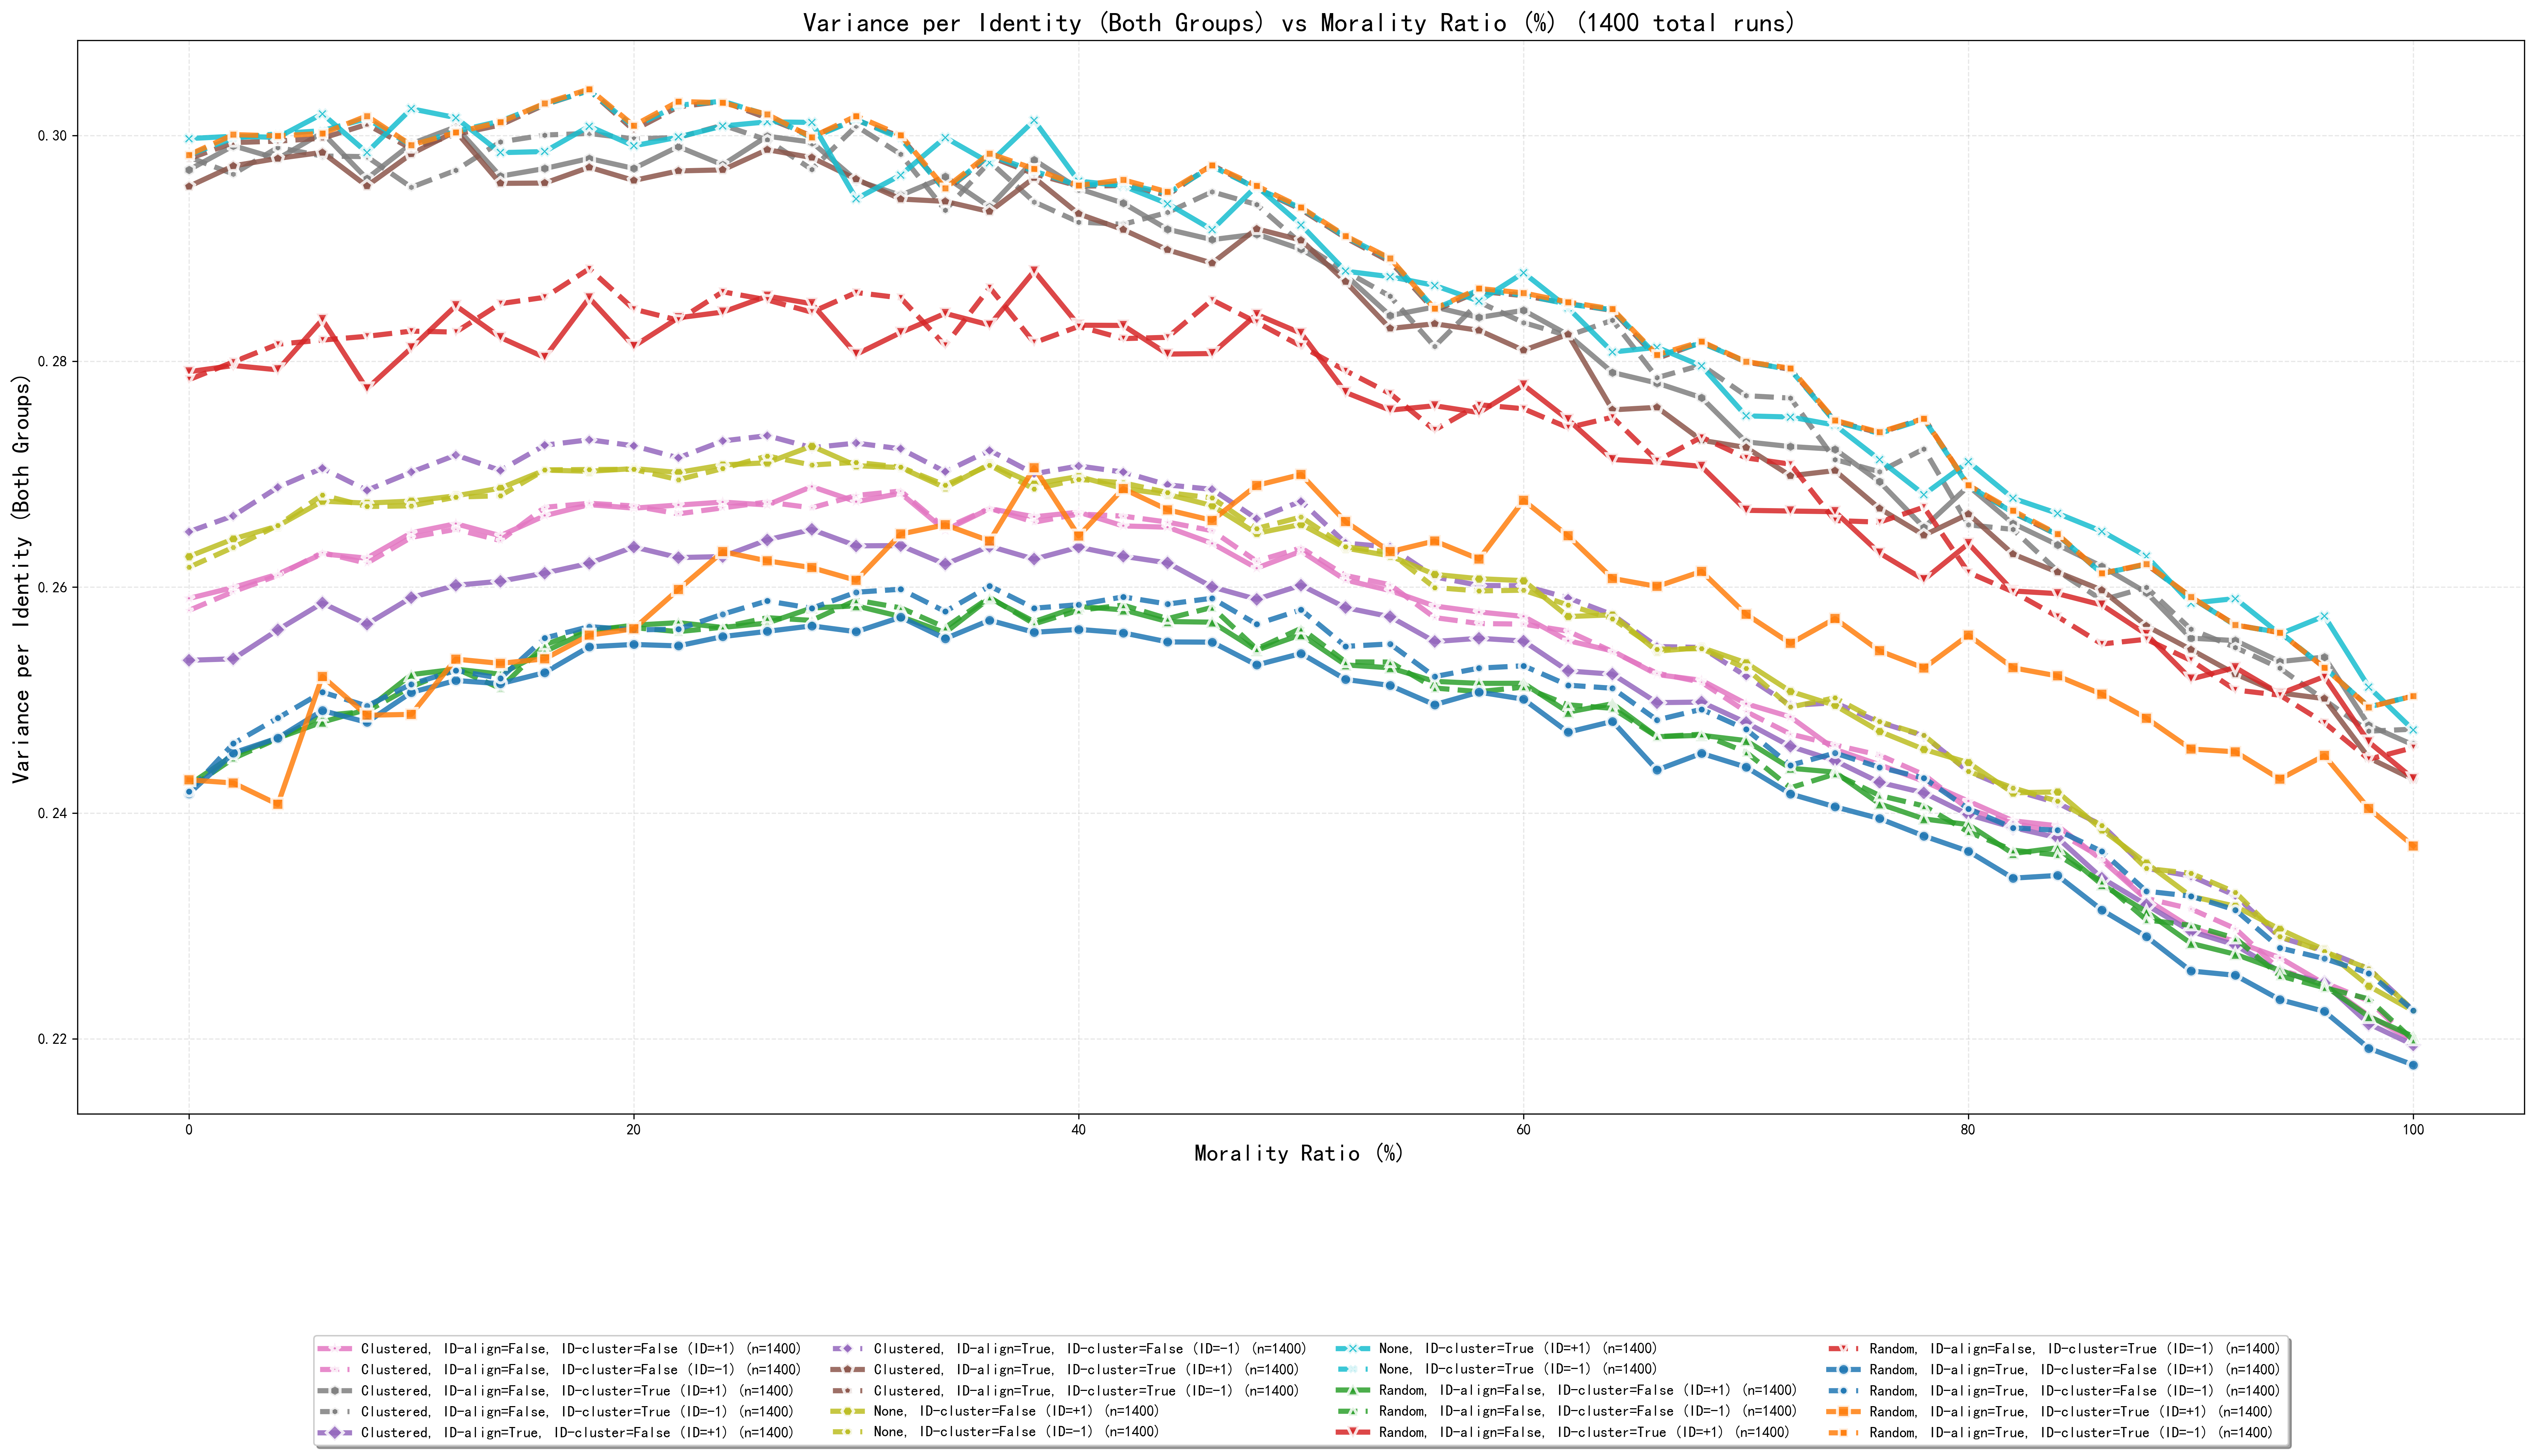 Variance per Identity (Both Groups) vs Morality Ratio (%) (1400 total runs)
Variance per Identity (Both Groups)
0.30
0.28
0.26
0.24
0.22
0
20
40
60
80
100
Morality Ratio (%)
Clustered, ID-align=False, ID-cluster=False (ID=+1) (n=1400)
Clustered, ID-align=False, ID-cluster=False (ID=-1) (n=1400)
Clustered, ID-align=False, ID-cluster=True (ID=+1) (n=1400)
Clustered, ID-align=False, ID-cluster=True (ID=-1) (n=1400)
Clustered, ID-align=True, ID-cluster=False (ID=+1) (n=1400)
Clustered, ID-align=True, ID-cluster=False (ID=-1) (n=1400)
Clustered, ID-align=True, ID-cluster=True (ID=+1) (n=1400)
Clustered, ID-align=True, ID-cluster=True (ID=-1) (n=1400)
None, ID-cluster=False (ID=+1) (n=1400)
None, ID-cluster=False (ID=-1) (n=1400)
None, ID-cluster=True (ID=+1) (n=1400)
None, ID-cluster=True (ID=-1) (n=1400)
Random, ID-align=False, ID-cluster=False (ID=+1) (n=1400)
Random, ID-align=False, ID-cluster=False (ID=-1) (n=1400)
Random, ID-align=False, ID-cluster=True (ID=+1) (n=1400)
Random, ID-align=False, ID-cluster=True (ID=-1) (n=1400)
Random, ID-align=True, ID-cluster=False (ID=+1) (n=1400)
Random, ID-align=True, ID-cluster=False (ID=-1) (n=1400)
Random, ID-align=True, ID-cluster=True (ID=+1) (n=1400)
Random, ID-align=True, ID-cluster=True (ID=-1) (n=1400)